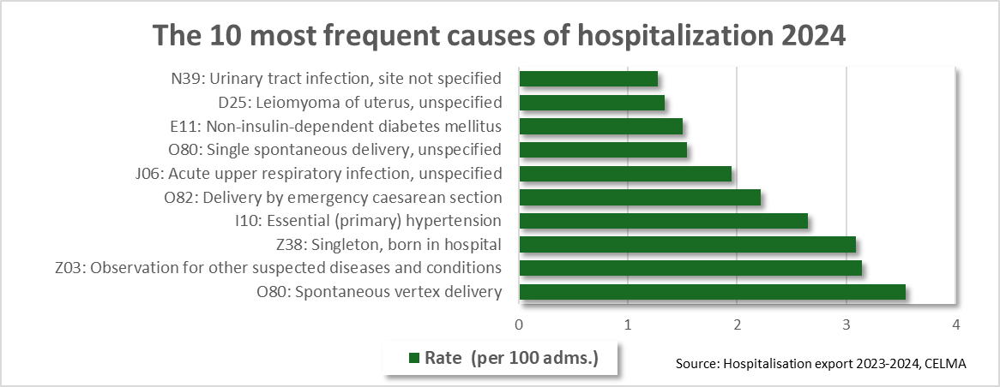 The 10 most frequent causes of hospitalization 2024
N39: Urinary tract infection, site not specified
D25: Leiomyoma of uterus, unspecified
E11: Non-insulin-dependent diabetes mellitus
O80: Single spontaneous delivery, unspecified
J06: Acute upper respiratory infection, unspecified
O82: Delivery by emergency caesarean section
I10: Essential (primary) hypertension
Z38: Singleton, born in hospital
Z03: Observation for other suspected diseases and conditions
O80: Spontaneous vertex delivery
0 1 2 3 4
Rate (per 100 adms.)
Source: Hospitalisation export 2023-2024, CELMA